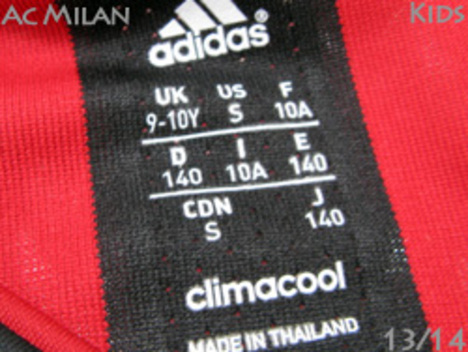 AC MILAN
KIDS
adidas
UK US F
9-10Y S 10A
D I E
140 10A 140
CDN J
S 140
climacool
MADE IN THAILAND
13/14